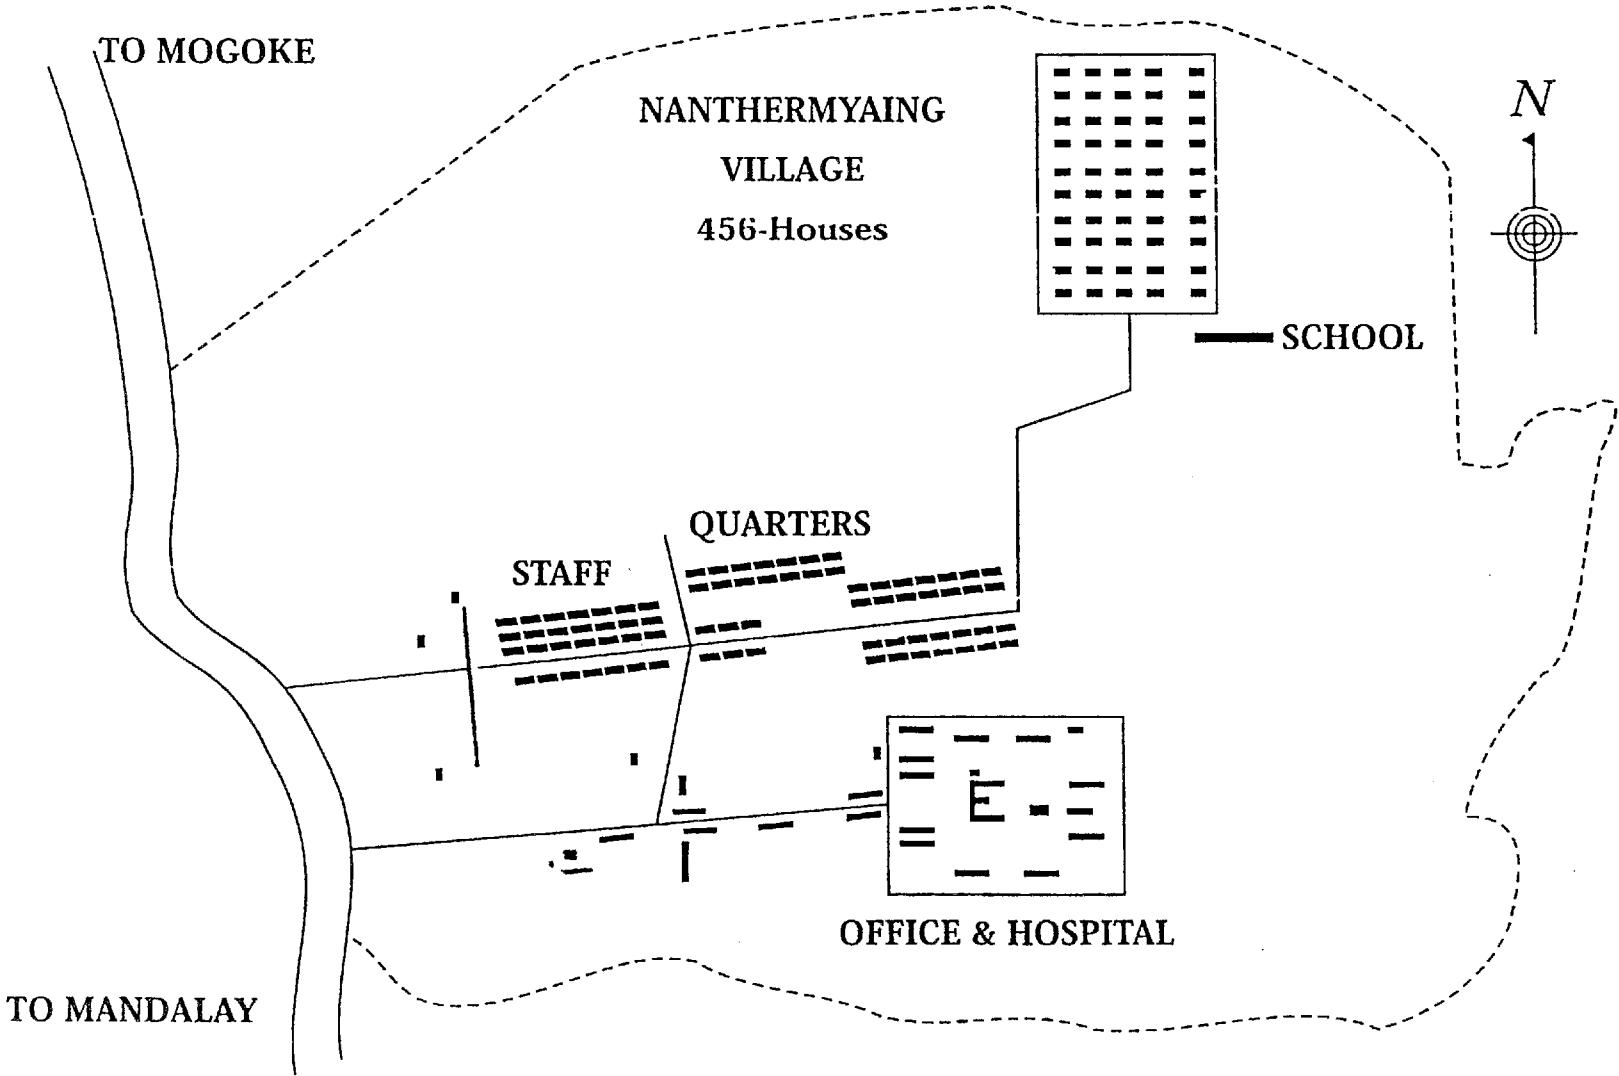 TO MOGOKE
N
NANTHERMYAING
VILLAGE
456-Houses
SCHOOL
QUARTERS
STAFF
OFFICE & HOSPITAL
TO MANDALAY